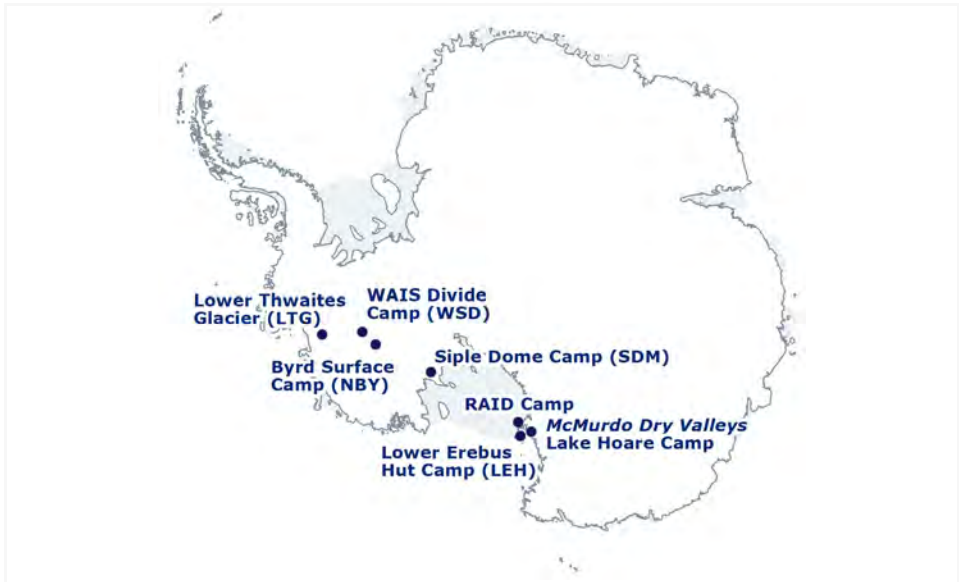 Lower Thwaites
Glacier (LTG)
WAIS Divide
Camp (WSD)
Byrd Surface
Camp (NBY)
Siple Dome Camp (SDM)
RAID Camp
McMurdo Dry Valleys
Lake Hoare Camp
Lower Erebus
Hut Camp (LEH)